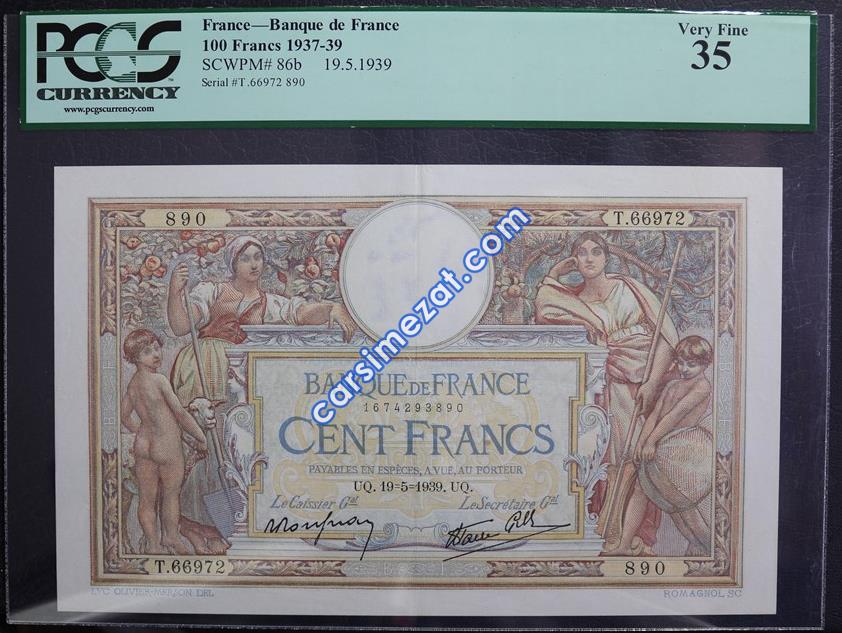 PCGS
CURRENCY
www.pcgscurrency.com
France—Banque de France
100 Francs 1937-39
SCWPM# 86b 19.5.1939
Serial #T.66972 890
Very Fine
35
890
T.66972
carsimezat.com
BANQUE DE FRANCE
1674293890
CENT FRANCS
PAYABLES EN ESPÈCES, A VUE, AU PORTEUR
UQ. 19=5=1939. UQ.
Le Caissier Gal
Le Secrétaire Gal
T.66972
890
LVC OLIVIER-MERSON DEL
ROMAGNOL SC